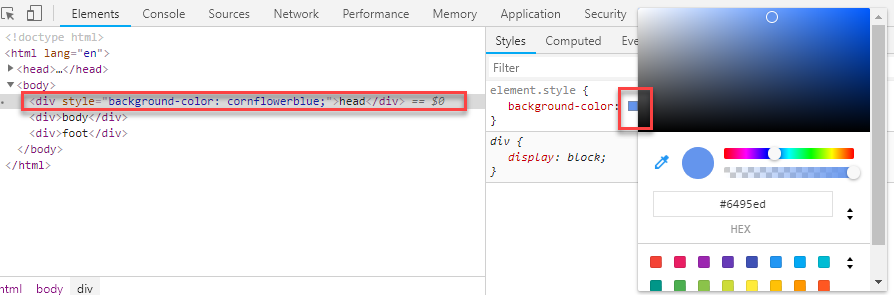 Elements Console Sources Network Performance Memory Application Security
<!doctype html>
<html lang="en">
<head>…</head>
<body>
<div style="background-color: cornflowerblue;">head</div> == $0
<div>body</div>
<div>foot</div>
</body>
</html>
html body div
Styles Computed Eve
Filter
element.style {
background-color:
}
div {
display: block;
}
#6495ed
HEX